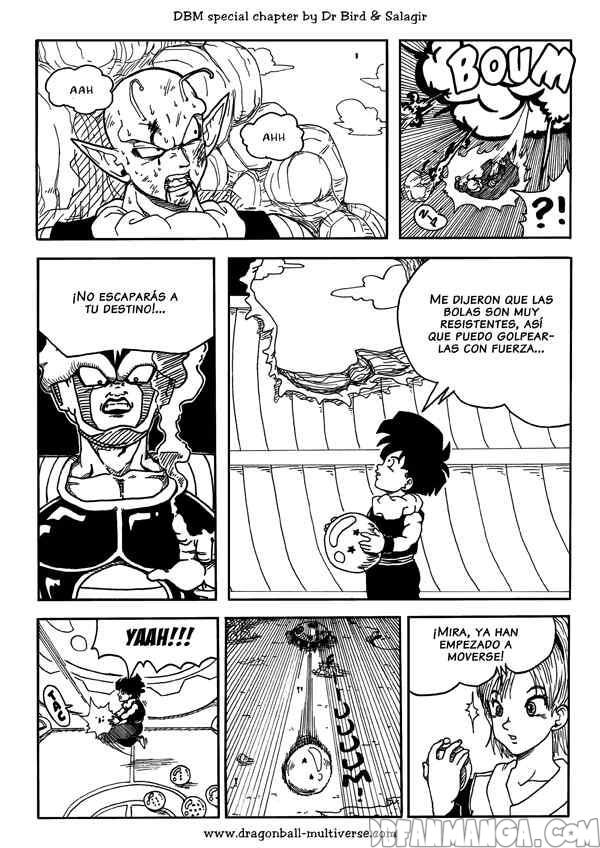 DBM special chapter by Dr Bird & Salagir
AAH
AHH
BOUM
?!
¡NO ESCAPARÁS A
TU DESTINO!...
ME DIJERON QUE LAS
BOLAS SON MUY
RESISTENTES, ASÍ
QUE PUEDO GOLPEAR-
LAS CON FUERZA...
YAAH!!!
TAC
¡MIRA, YA HAN
EMPEZADO A
MOVERSE!
www.dragonball-multiverse.com
DBFANMANGA.COM